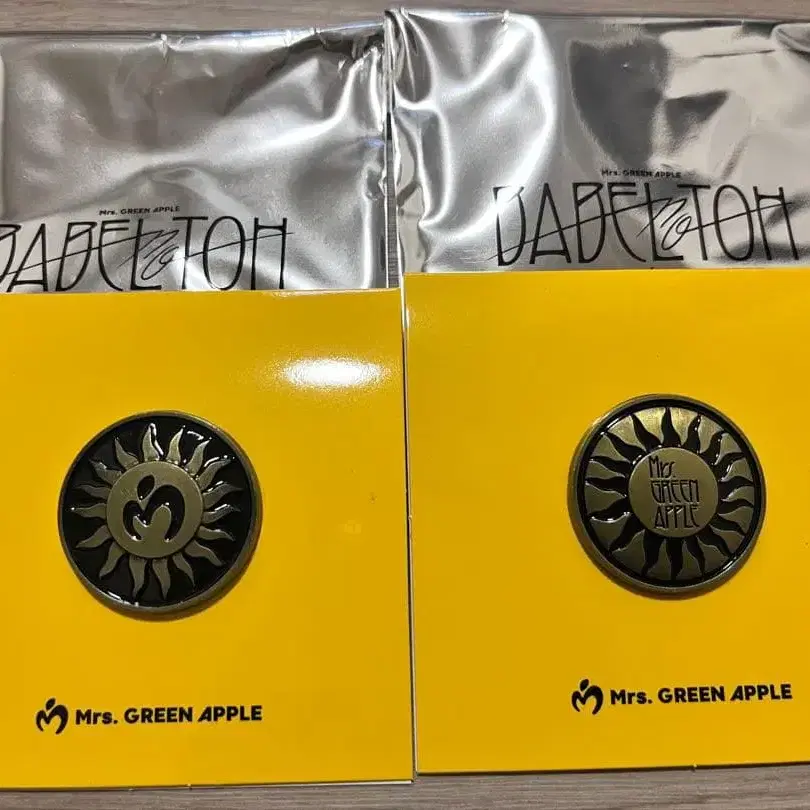 Mrs. GREEN APPLE
BABEL no TOH
Mrs. GREEN APPLE
BABEL no TOH
Mrs.
GREEN
APPLE
Mrs. GREEN APPLE
Mrs. GREEN APPLE